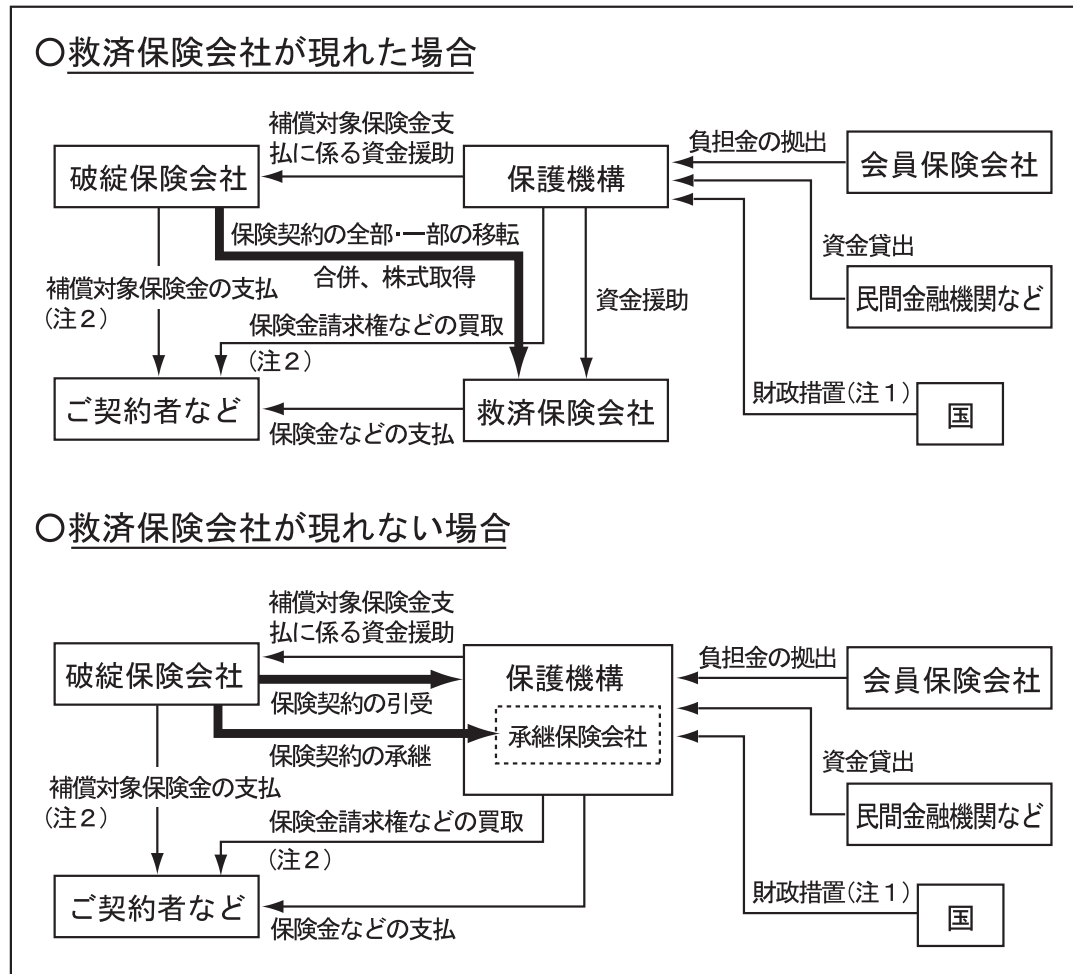 ○救済保険会社が現れた場合
補償対象保険金支
払に係る資金援助
破綻保険会社
保護機構
負担金の拠出
会員保険会社
保険契約の全部･一部の移転
合併、株式取得
資金貸出
民間金融機関など
補償対象保険金の支払
(注２)
資金援助
保険金請求権などの買取
(注２)
ご契約者など
保険金などの支払
救済保険会社
財政措置(注１)
国
○救済保険会社が現れない場合
補償対象保険金支
払に係る資金援助
破綻保険会社
保護機構
負担金の拠出
会員保険会社
保険契約の引受
承継保険会社
保険契約の承継
資金貸出
民間金融機関など
補償対象保険金の支払
(注２)
保険金請求権などの買取
(注２)
ご契約者など
保険金などの支払
財政措置(注１)
国